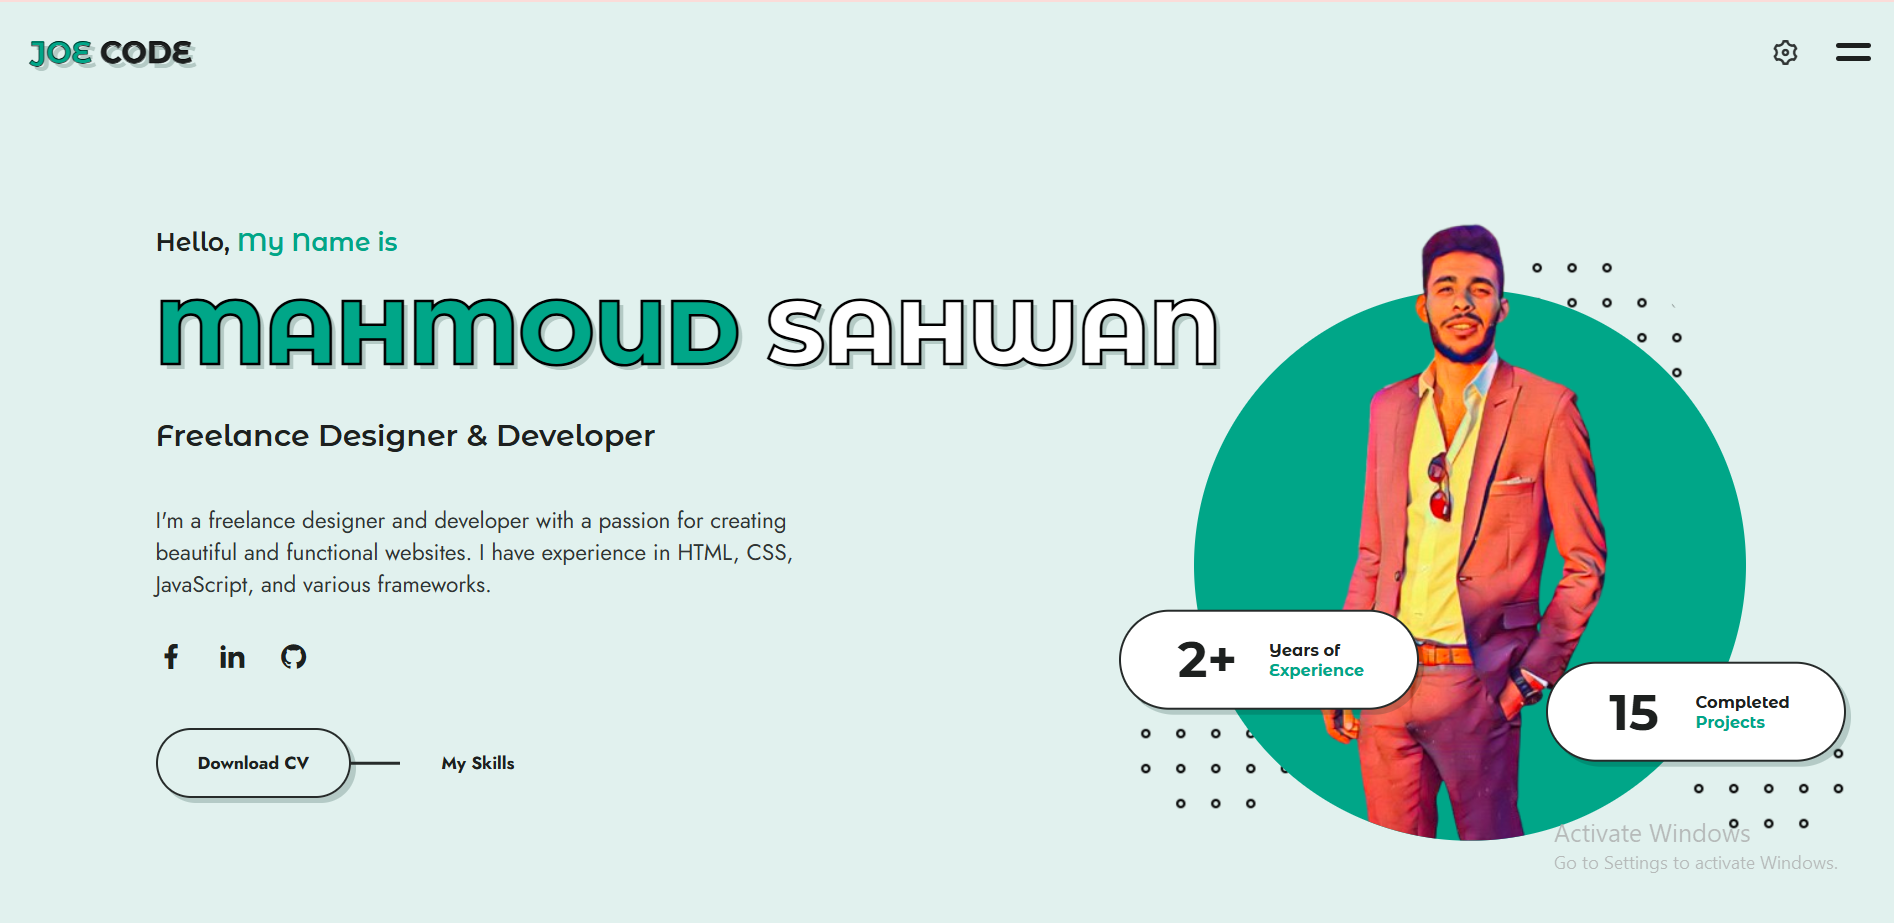 JOE CODE
Hello, My Name is
MAHMOUD SAHWAN
Freelance Designer & Developer
I'm a freelance designer and developer with a passion for creating
beautiful and functional websites. I have experience in HTML, CSS,
JavaScript, and various frameworks.
Download CV
My Skills
2+
Years of
Experience
15
Completed
Projects
Activate Windows
Go to Settings to activate Windows.